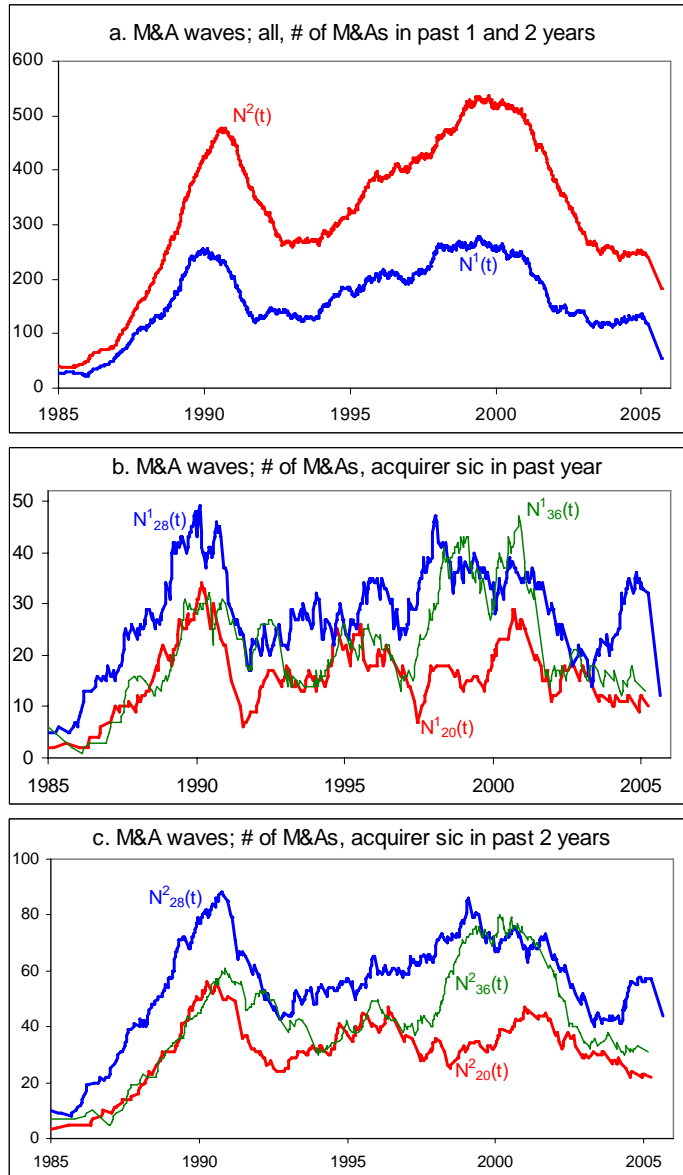 a. M&A waves; all, # of M&As in past 1 and 2 years
600
500
400
300
200
100
0
N²(t)
N¹(t)
1985 1990 1995 2000 2005
b. M&A waves; # of M&As, acquirer sic in past year
50
40
30
20
10
0
N¹₂₈(t)
N¹₃₆(t)
N¹₂₀(t)
1985 1990 1995 2000 2005
c. M&A waves; # of M&As, acquirer sic in past 2 years
100
80
60
40
20
0
N²₂₈(t)
N²₃₆(t)
N²₂₀(t)
1985 1990 1995 2000 2005